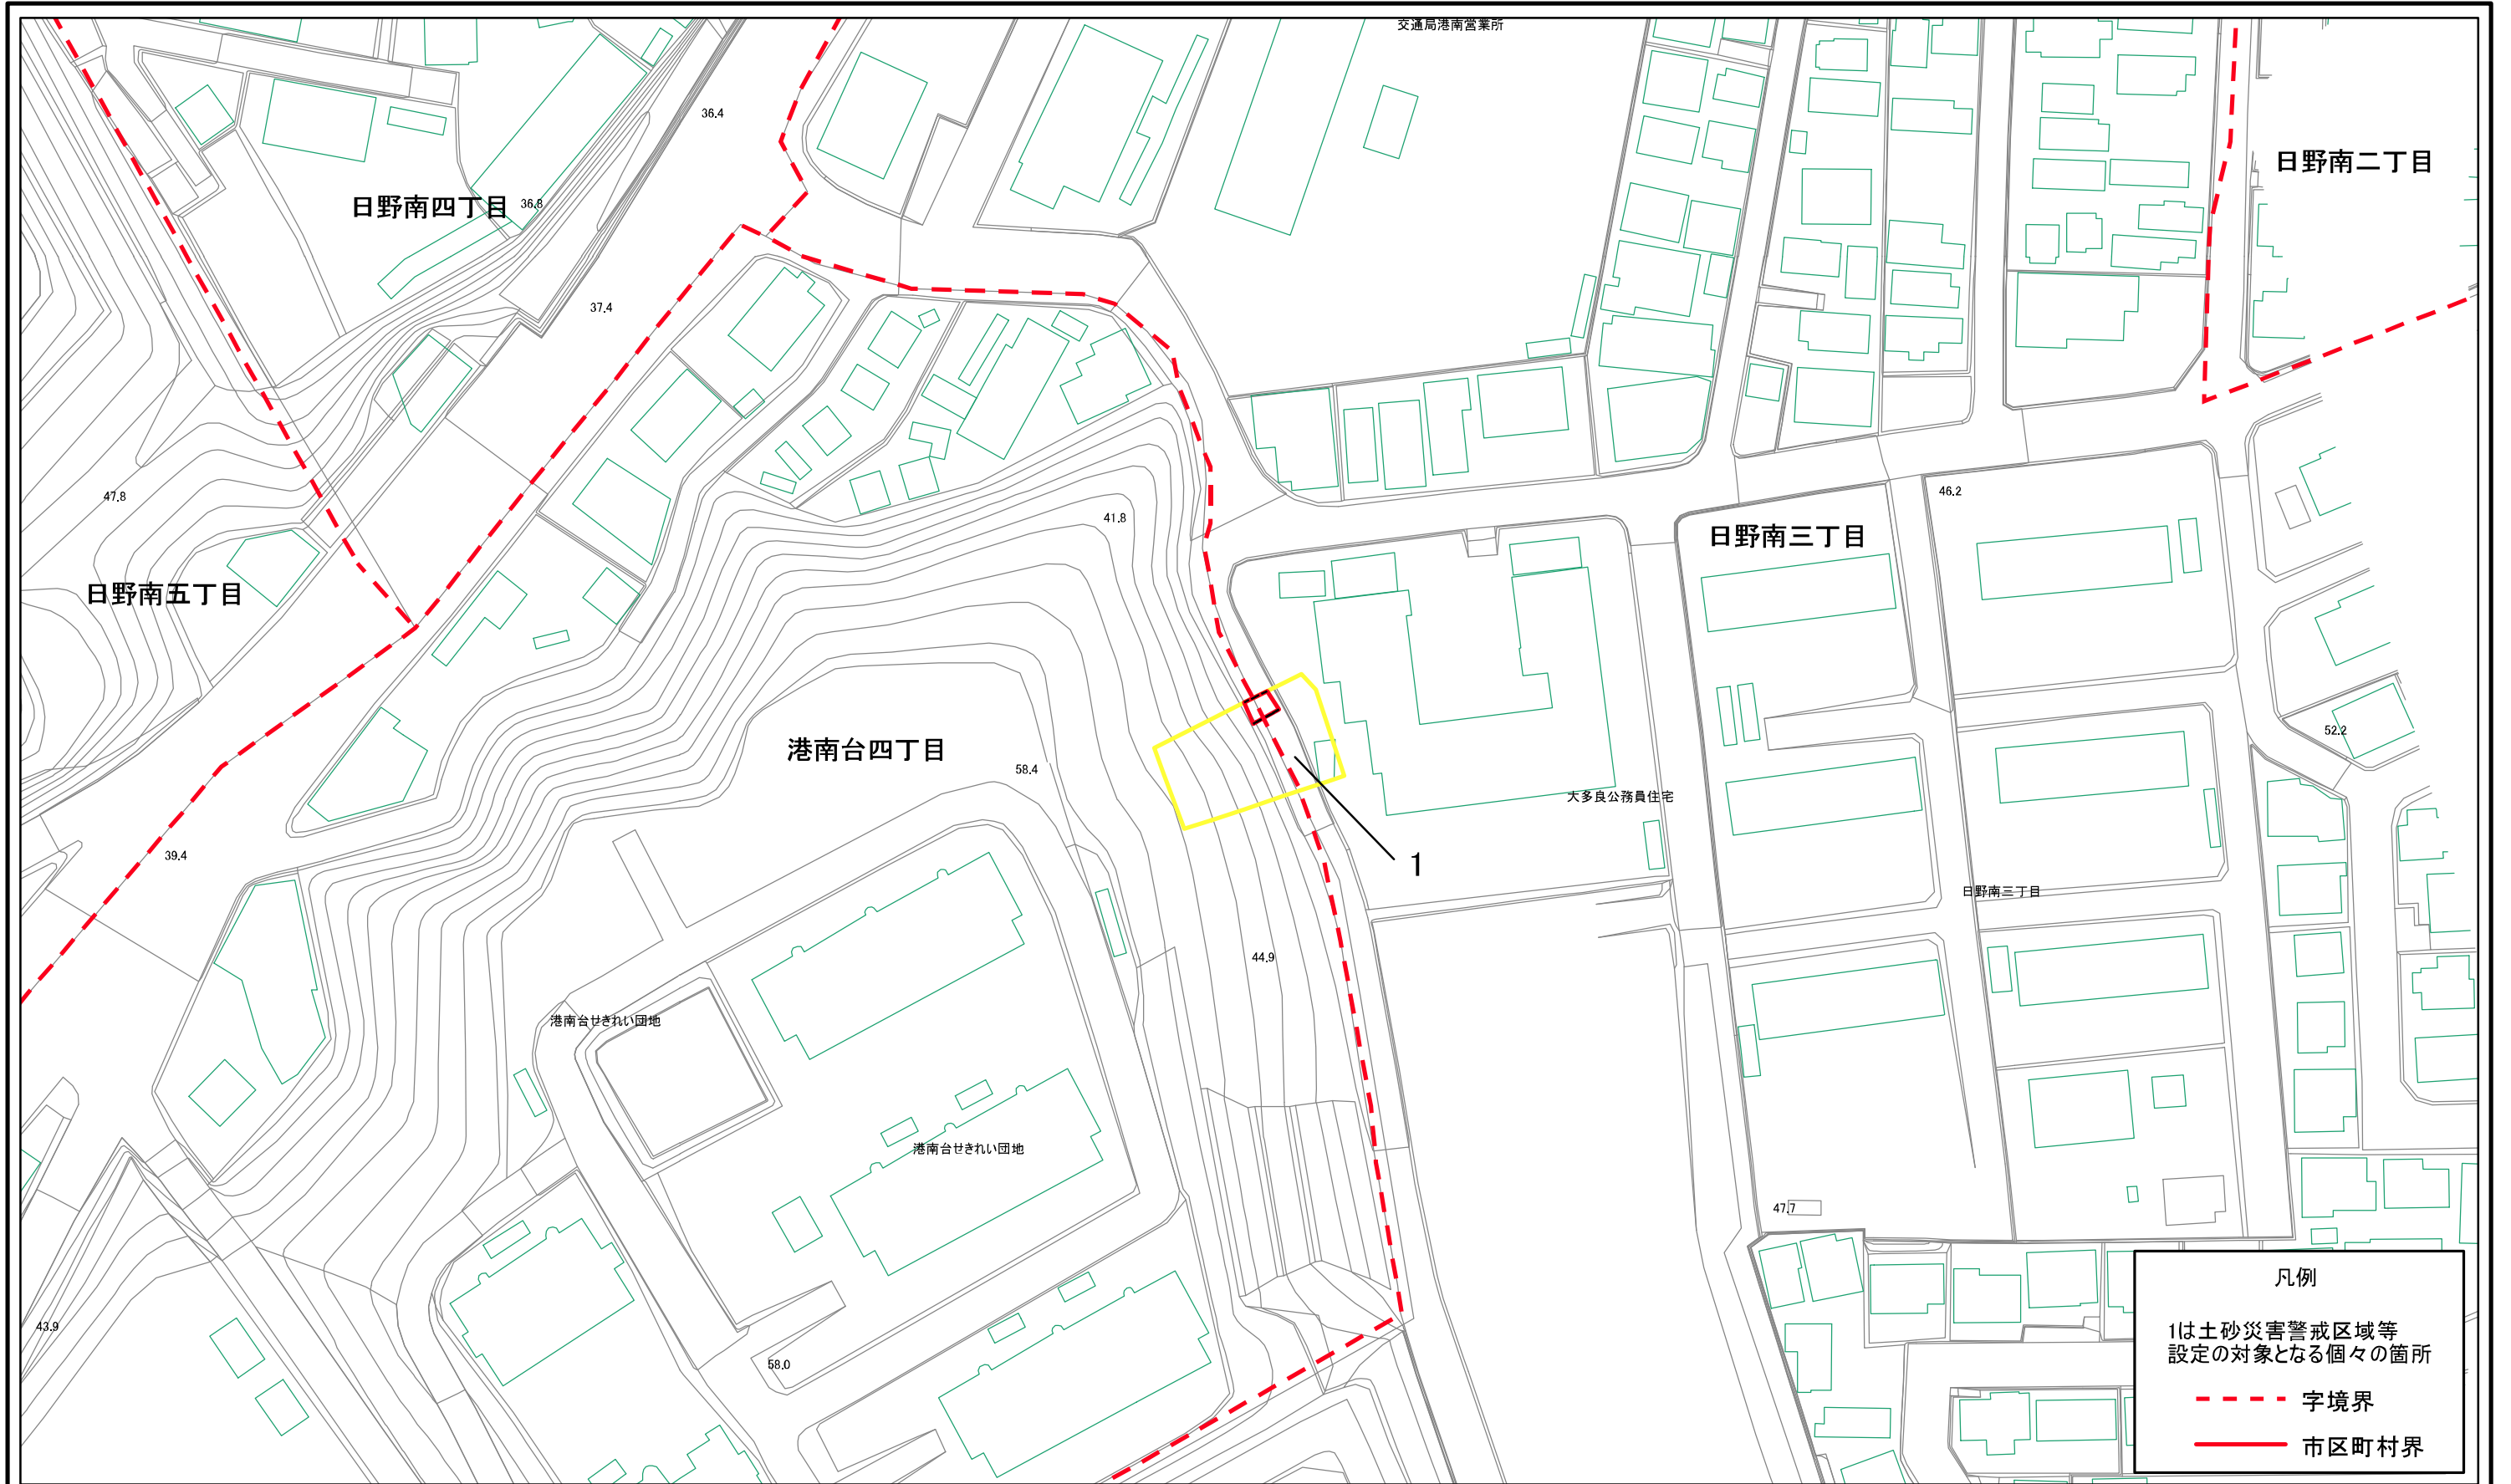 交通局港南営業所
36.4
日野南二丁目
日野南四丁目
36.8
37.4
47.8
46.2
41.8
日野南三丁目
日野南五丁目
52.2
港南台四丁目
58.4
大多良公務員住宅
39.4
1
日野南三丁目
44.9
港南台せきれい団地
港南台せきれい団地
47.7
43.9
58.0
凡例
1は土砂災害警戒区域等
設定の対象となる個々の箇所
字境界
市区町村界